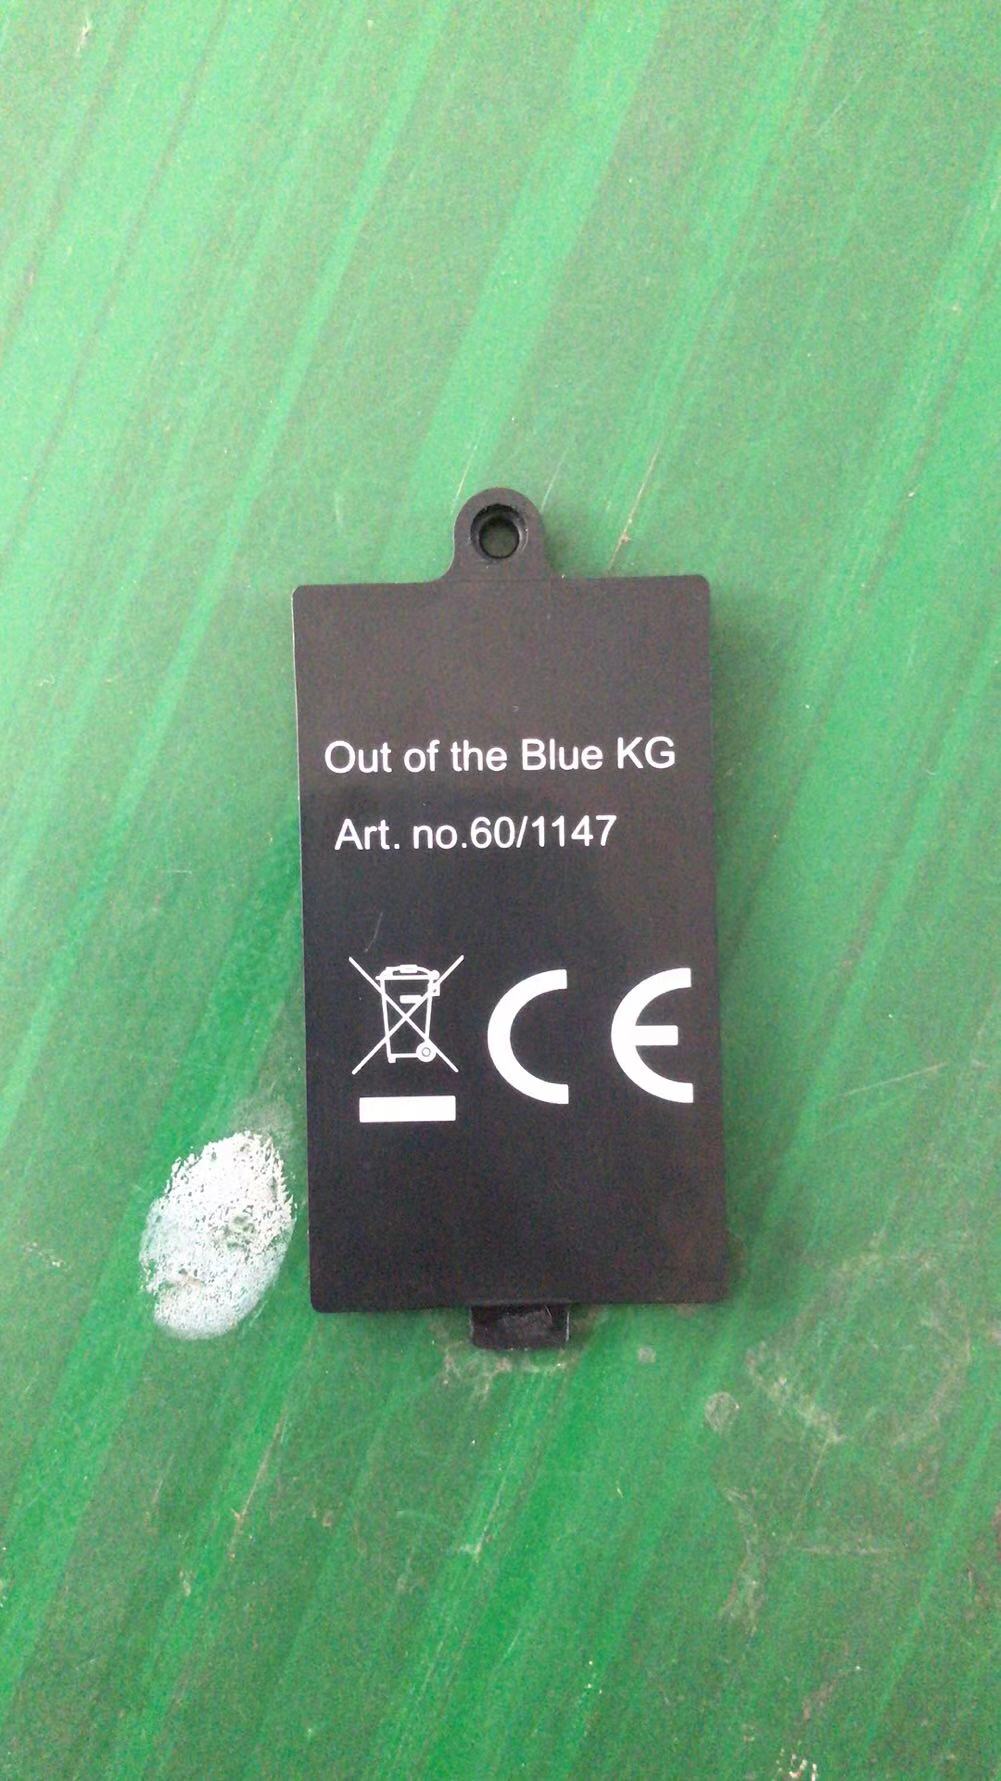 Out of the Blue KG
Art. no.60/1147
CE